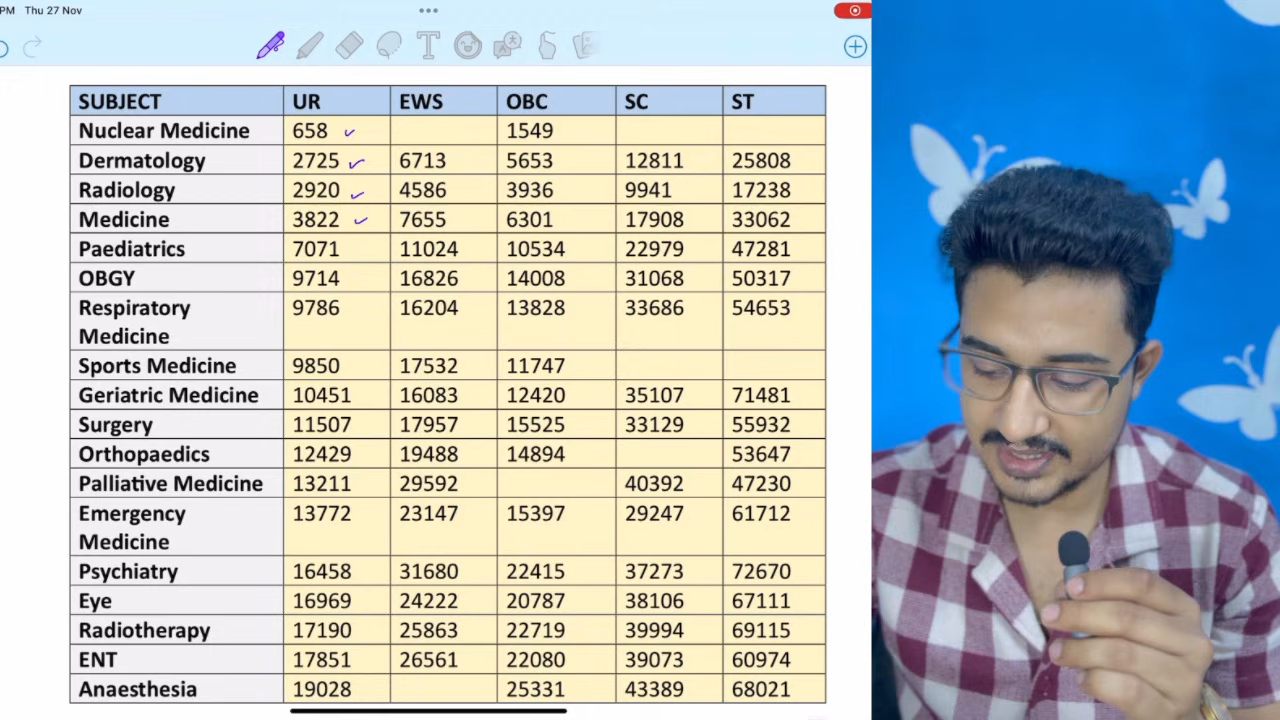 PM Thu 27 Nov
T
SUBJECT UR EWS OBC SC ST
Nuclear Medicine 658 1549
Dermatology 2725 6713 5653 12811 25808
Radiology 2920 4586 3936 9941 17238
Medicine 3822 7655 6301 17908 33062
Paediatrics 7071 11024 10534 22979 47281
OBGY 9714 16826 14008 31068 50317
Respiratory 9786 16204 13828 33686 54653
Medicine
Sports Medicine 9850 17532 11747
Geriatric Medicine 10451 16083 12420 35107 71481
Surgery 11507 17957 15525 33129 55932
Orthopaedics 12429 19488 14894 53647
Palliative Medicine 13211 29592 40392 47230
Emergency 13772 23147 15397 29247 61712
Medicine
Psychiatry 16458 31680 22415 37273 72670
Eye 16969 24222 20787 38106 67111
Radiotherapy 17190 25863 22719 39994 69115
ENT 17851 26561 22080 39073 60974
Anaesthesia 19028 25331 43389 68021